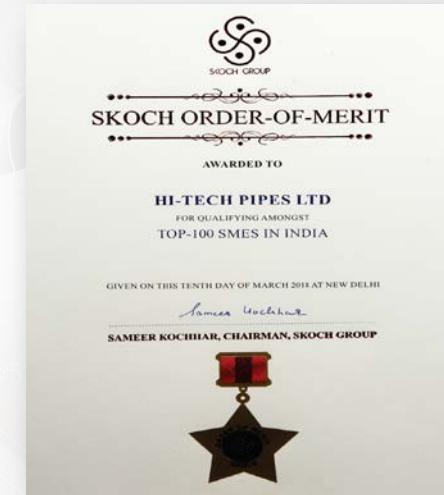 SKOCH GROUP
SKOCH ORDER-OF-MERIT
AWARDED TO
HI-TECH PIPES LTD
FOR QUALIFYING AMONGST
TOP-100 SMES IN INDIA
GIVEN ON THIS TENTH DAY OF MARCH 2018 AT NEW DELHI
Sameer Kochhar
SAMEER KOCHHAR, CHAIRMAN, SKOCH GROUP